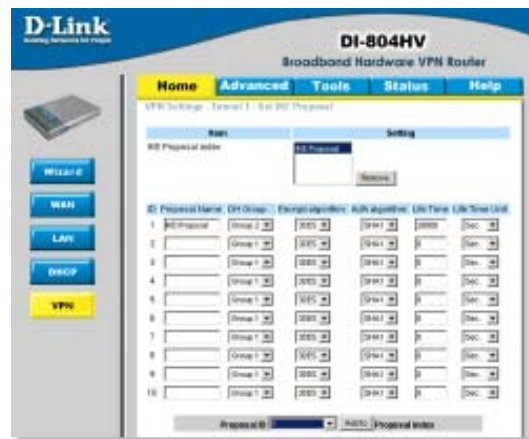 D-Link
Building Networks for People
DI-804HV
Broadband Hardware VPN Router
Home Advanced Tools Status Help
VPN Settings - Tunnel 1 - Set IKE Proposal
Item Setting
IKE Proposal index
IKE Proposal
Remove
Wizard
WAN
LAN
DHCP
VPN
ID Proposal Name DH Group Encrypt algorithm Auth algorithm Life Time Life Time Unit
1 IKE Proposal Group 2 3DES SHA1 Sec.
2 Group 1 3DES SHA1 0 Sec.
3 Group 1 3DES SHA1 0 Sec.
4 Group 1 3DES SHA1 0 Sec.
5 Group 1 3DES SHA1 0 Sec.
6 Group 1 3DES SHA1 0 Sec.
7 Group 1 3DES SHA1 0 Sec.
8 Group 1 3DES SHA1 0 Sec.
9 Group 1 3DES SHA1 0 Sec.
10 Group 1 3DES SHA1 0 Sec.
Proposal ID Add to Proposal index